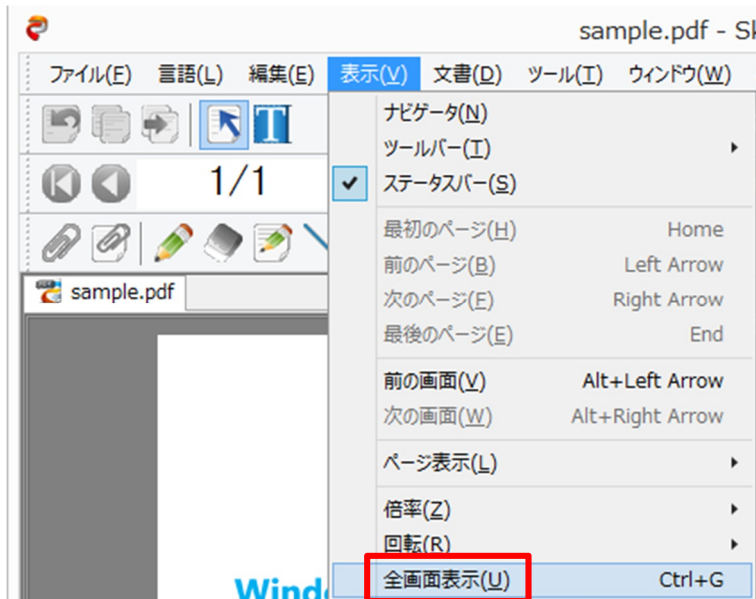 sample.pdf - Sk
ファイル(F) 言語(L) 編集(E) 表示(V) 文書(D) ツール(T) ウィンドウ(W)
ナビゲータ(N)
ツールバー(T)
1/1
ステータスバー(S)
最初のページ(H) Home
前のページ(B) Left Arrow
次のページ(F) Right Arrow
最後のページ(E) End
sample.pdf
前の画面(V) Alt+Left Arrow
次の画面(W) Alt+Right Arrow
ページ表示(L)
倍率(Z)
回転(R)
全画面表示(U) Ctrl+G